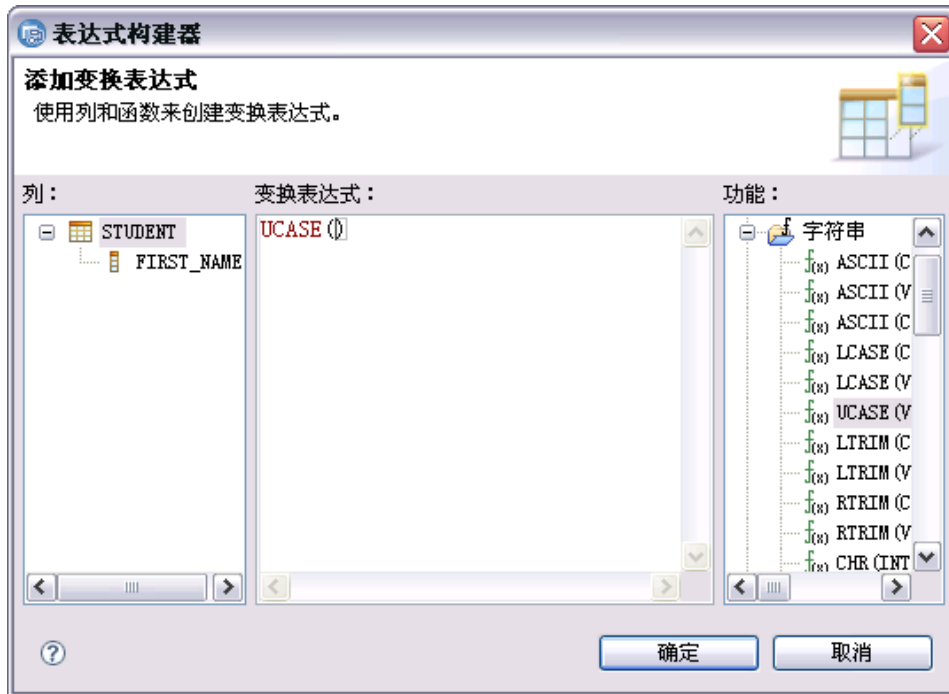 表达式构建器
添加变换表达式
使用列和函数来创建变换表达式。
列：
变换表达式：
功能：
STUDENT
FIRST_NAME
UCASE()
字符串
f(x) ASCII(C
f(x) ASCII(V
f(x) ASCII(C
f(x) LCASE(C
f(x) LCASE(V
f(x) UCASE(V
f(x) LTRIM(C
f(x) LTRIM(V
f(x) RTRIM(C
f(x) RTRIM(V
f(x) CHR(INT
?
确定
取消